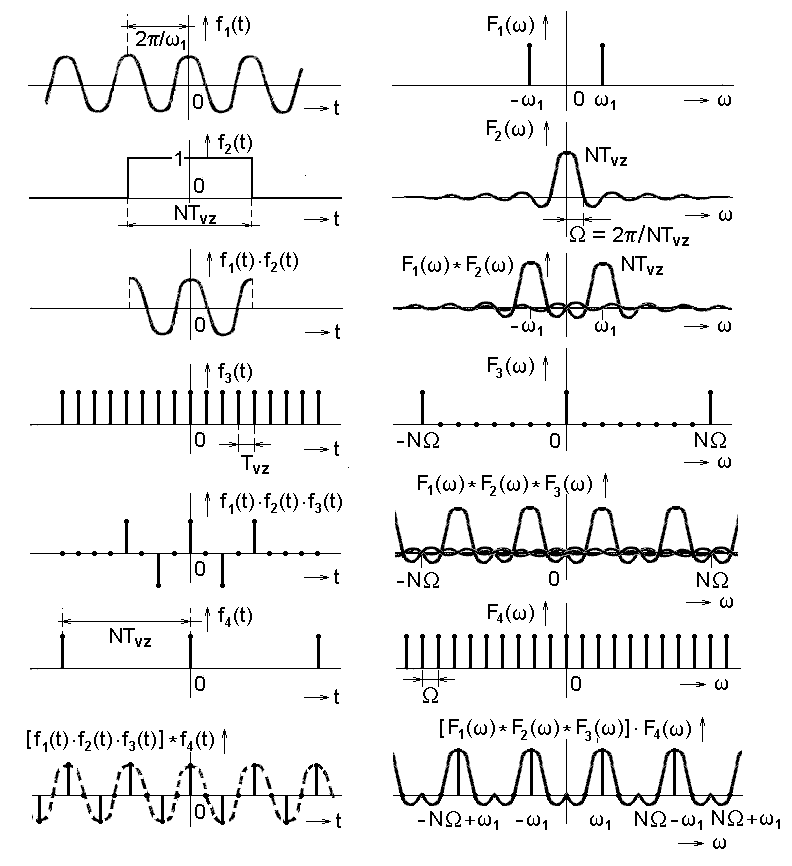 f₁(t)
2π/ω₁
0
t
F₁(ω)
-ω₁ 0 ω₁
ω
f₂(t)
1
0
NTvz
t
F₂(ω)
NTvz
ω
Ω = 2π/NTvz
f₁(t)·f₂(t)
0
t
F₁(ω)*F₂(ω)
NTvz
-ω₁ ω₁
ω
f₃(t)
0
t
Tvz
F₃(ω)
-NΩ 0 NΩ
ω
f₁(t)·f₂(t)·f₃(t)
0
t
F₁(ω)*F₂(ω)*F₃(ω)
-NΩ 0 NΩ
ω
f₄(t)
NTvz
0
t
F₄(ω)
Ω 0
ω
[f₁(t)·f₂(t)·f₃(t)]*f₄(t)
0
t
[F₁(ω)*F₂(ω)*F₃(ω)]·F₄(ω)
-NΩ+ω₁ -ω₁ ω₁ NΩ-ω₁ NΩ+ω₁
ω